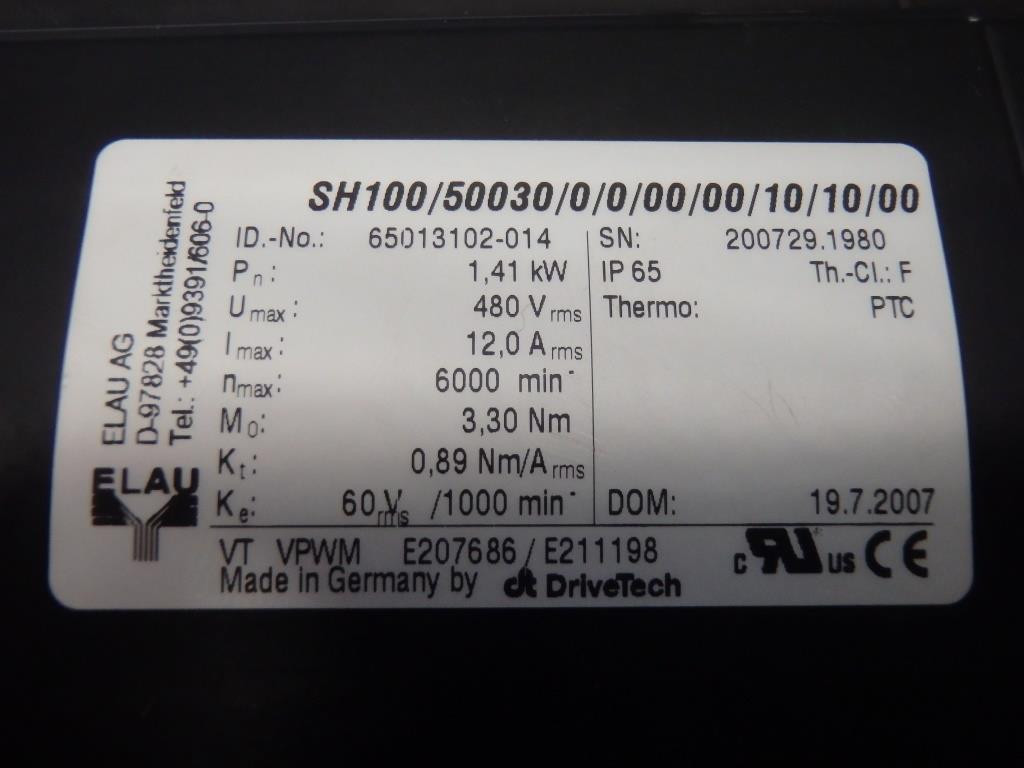 SH100/50030/0/0/00/00/10/10/00
ELAU AG
D-97828 Marktheidenfeld
Tel.: +49(0)9391/606-0
ELAU
ID.-No.: 65013102-014
Pn: 1,41 kW
Umax: 480 Vrms
Imax: 12,0 Arms
nmax: 6000 min-
M0: 3,30 Nm
Kt: 0,89 Nm/Arms
Ke: 60 Vrms /1000 min-
SN: 200729.1980
IP 65 Th.-Cl.: F
Thermo: PTC
DOM: 19.7.2007
VT VPWM E207686 / E211198
Made in Germany by dt DriveTech
c RU US CE